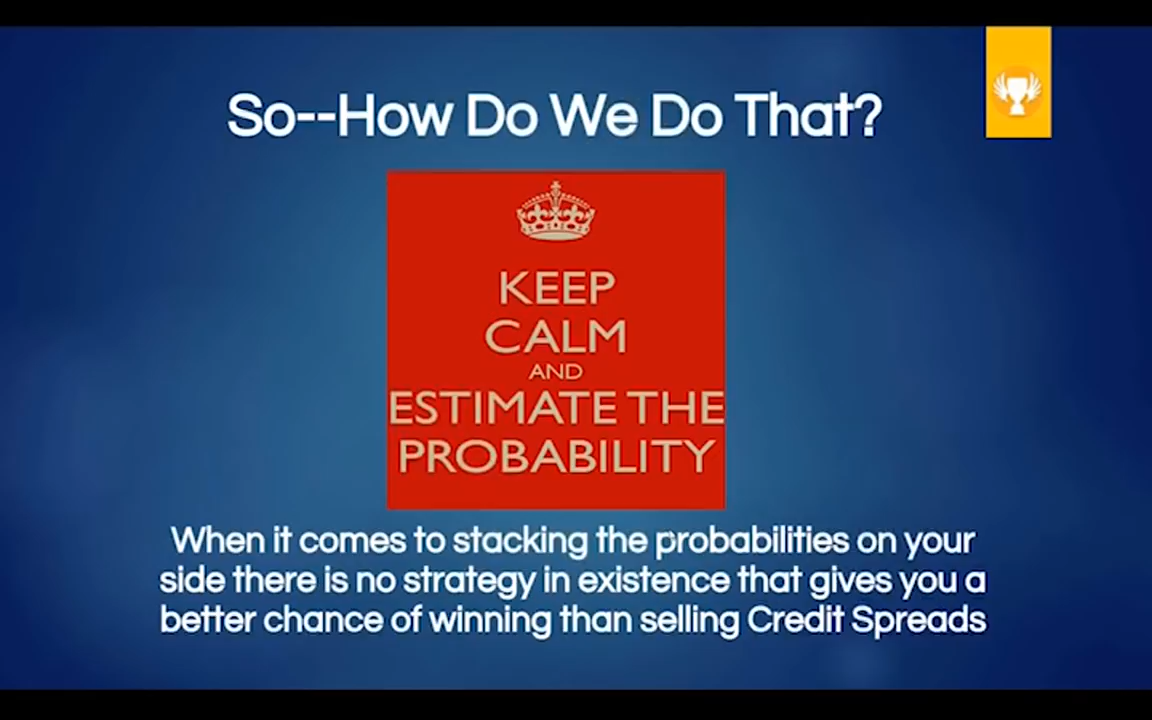 So--How Do We Do That?
KEEP
CALM
AND
ESTIMATE THE
PROBABILITY
When it comes to stacking the probabilities on your
side there is no strategy in existence that gives you a
better chance of winning than selling Credit Spreads